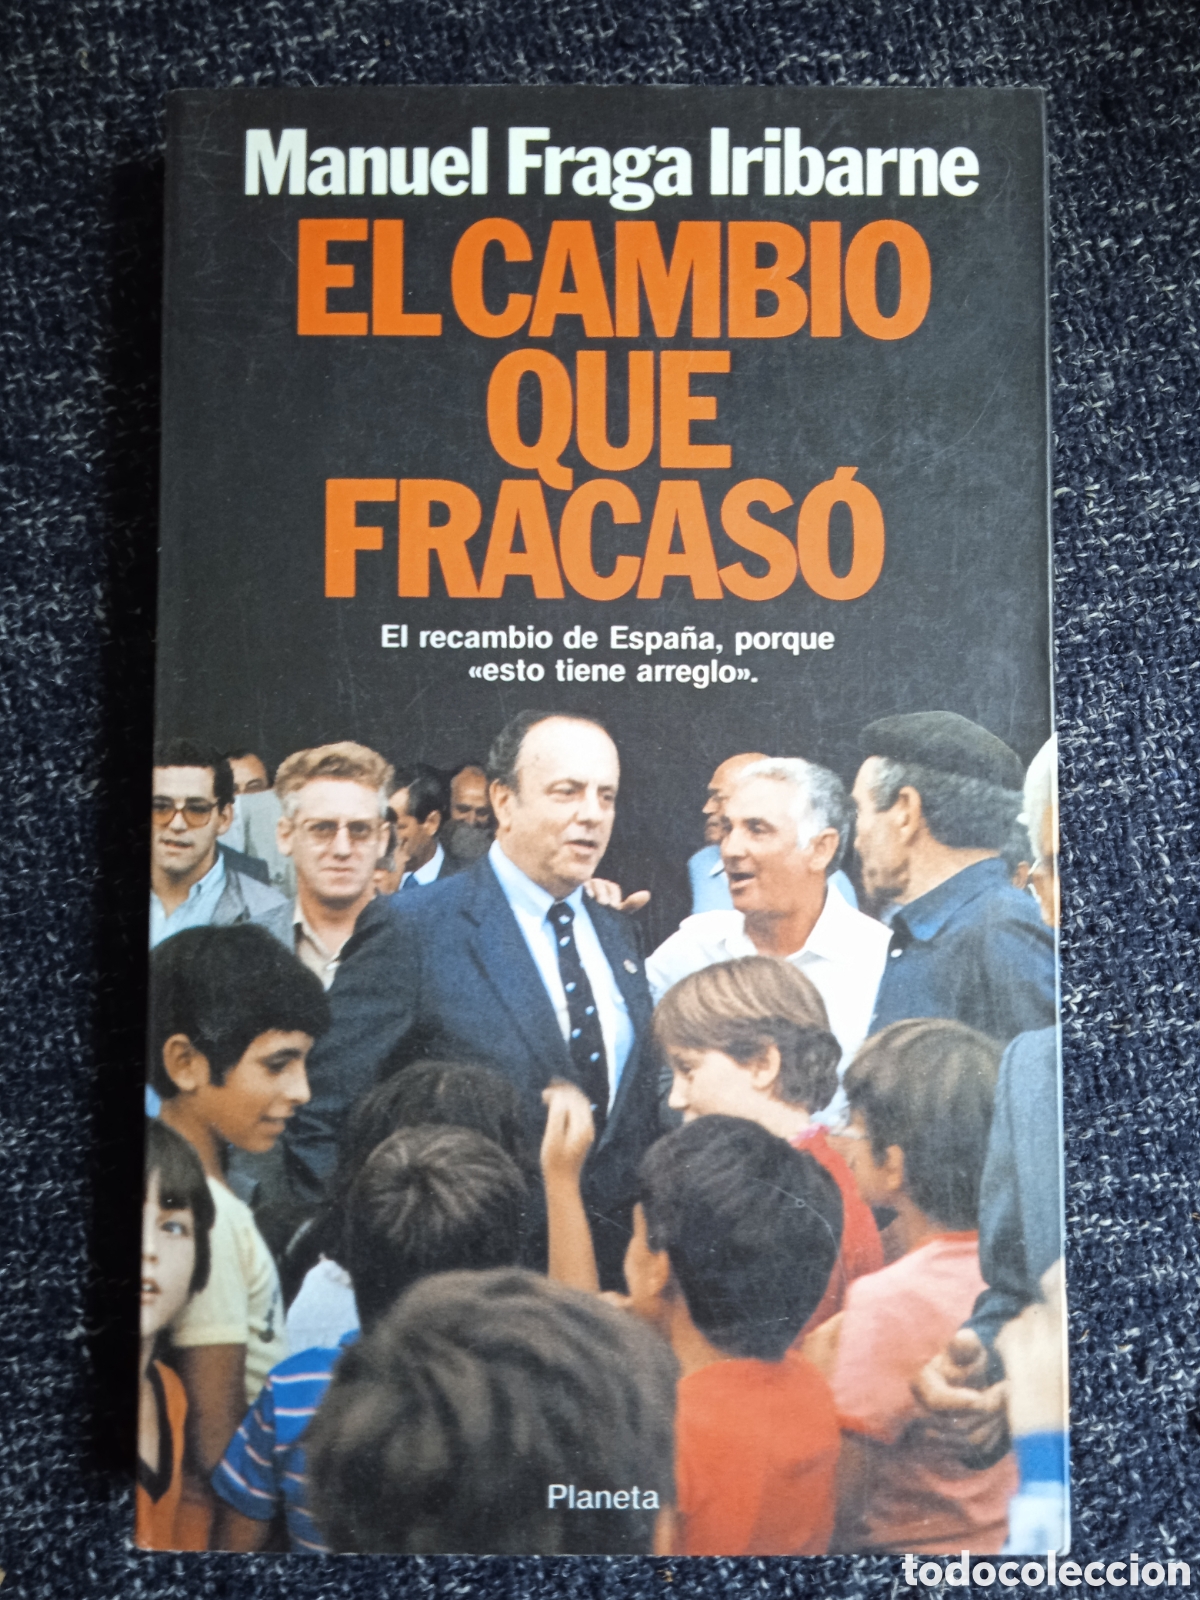 Manuel Fraga Iribarne
EL CAMBIO
QUE
FRACASÓ
El recambio de España, porque
«esto tiene arreglo».
Planeta
todocoleccion